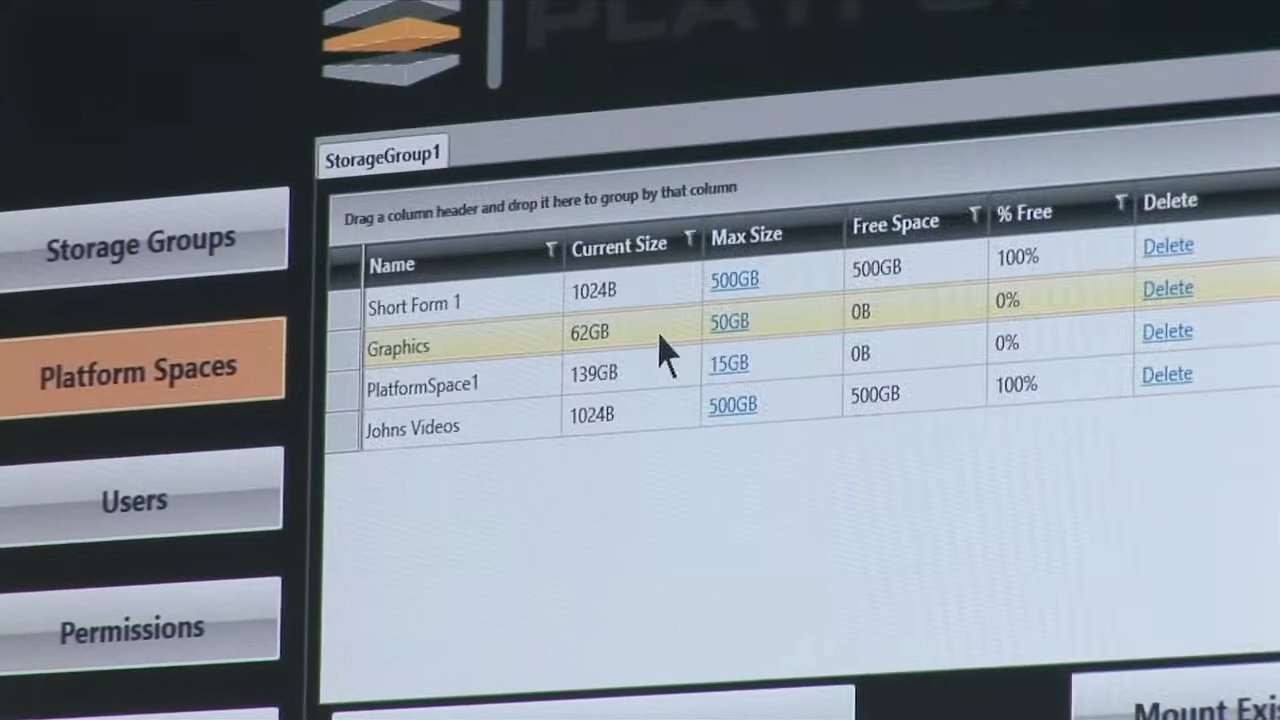 StorageGroup1
Drag a column header and drop it here to group by that column
Name Current Size Max Size Free Space % Free Delete
Short Form 1 1024B 500GB 500GB 100% Delete
Graphics 62GB 50GB 0B 0% Delete
PlatformSpace1 139GB 15GB 0B 0% Delete
Johns Videos 1024B 500GB 500GB 100% Delete
Storage Groups
Platform Spaces
Users
Permissions
Mount